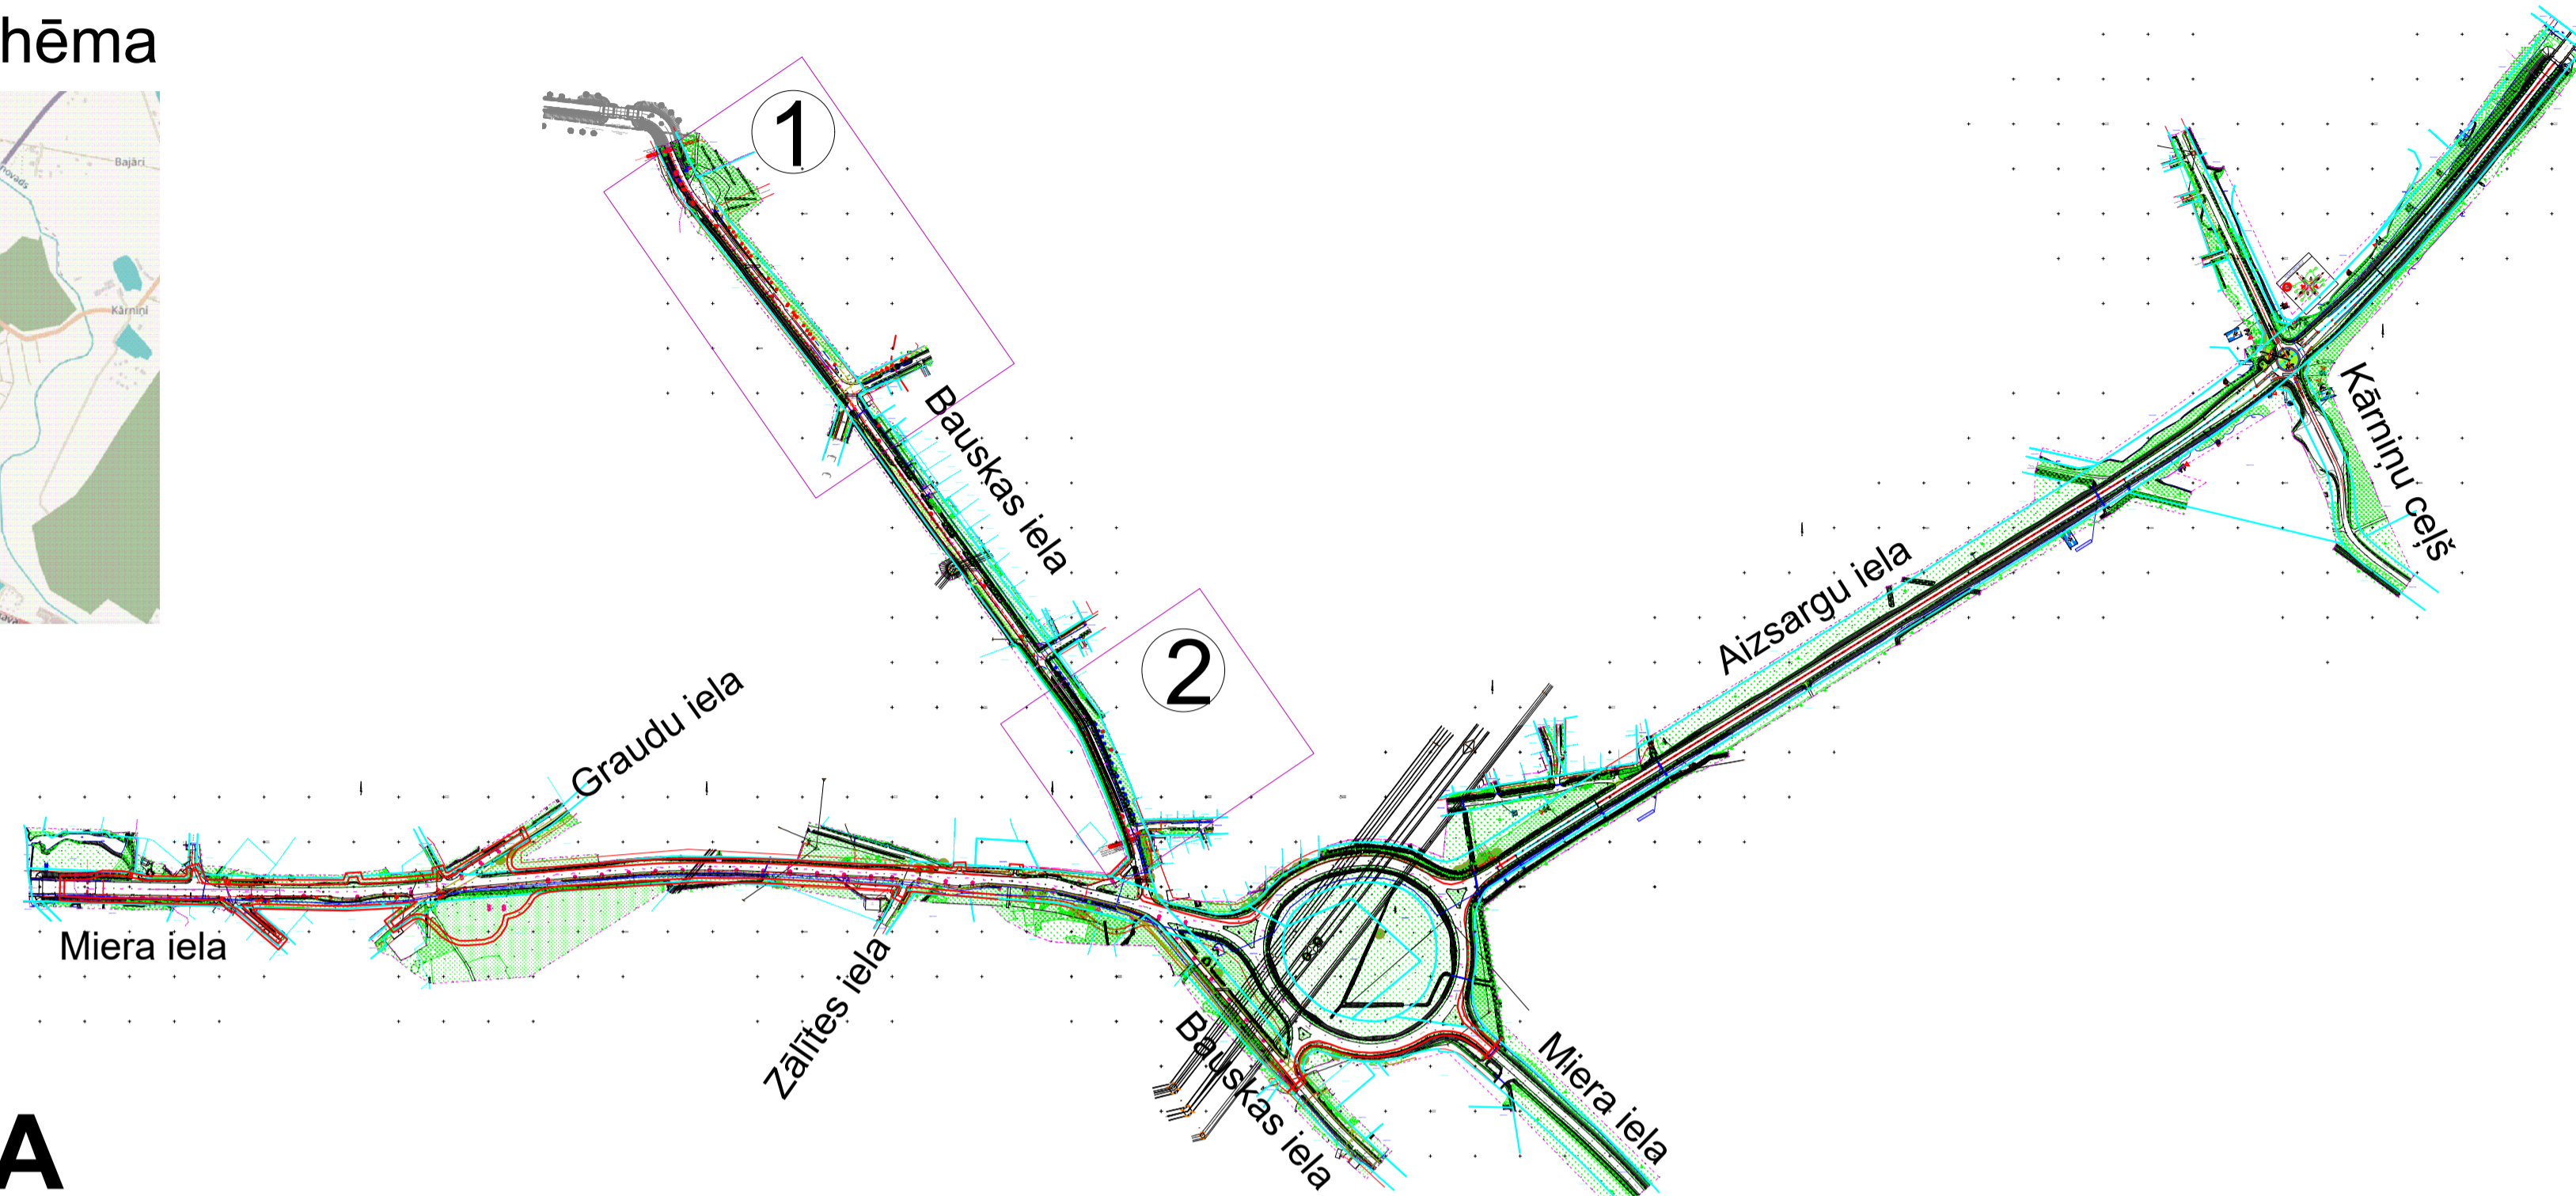 hēma
Bajāri
novads
Kārniņi
1
Bauskas iela
Kārniņu ceļš
2
Aizsargu iela
Graudu iela
Miera iela
Zālītes iela
Bauskas iela
Miera iela
A